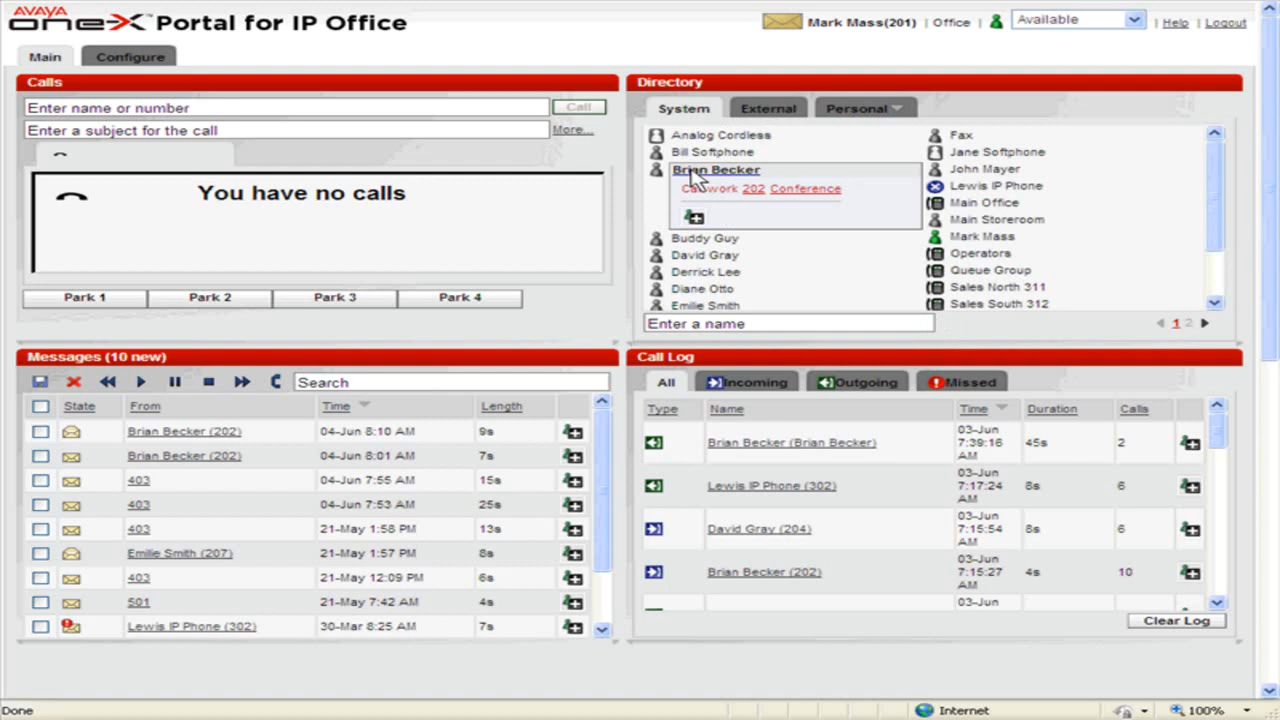 AVAYA
one-X Portal for IP Office
Mark Mass(201) | Office | Available | Help | Logout
Main Configure
Calls
Enter name or number Call
Enter a subject for the call More...
You have no calls
Park 1 Park 2 Park 3 Park 4
Directory
System External Personal
Analog Cordless
Bill Softphone
Brian Becker
work 202 Conference
Buddy Guy
David Gray
Derrick Lee
Diane Otto
Emilie Smith
Fax
Jane Softphone
John Mayer
Lewis IP Phone
Main Office
Main Storeroom
Mark Mass
Operators
Queue Group
Sales North 311
Sales South 312
Enter a name 1 2
Messages (10 new)
Search
State From Time Length
Brian Becker (202) 04-Jun 8:10 AM 9s
Brian Becker (202) 04-Jun 8:01 AM 7s
403 04-Jun 7:55 AM 15s
403 04-Jun 7:53 AM 25s
403 21-May 1:58 PM 13s
Emilie Smith (207) 21-May 1:57 PM 8s
403 21-May 12:09 PM 6s
501 21-May 7:42 AM 4s
Lewis IP Phone (302) 30-Mar 8:25 AM 7s
Call Log
All Incoming Outgoing Missed
Type Name Time Duration Calls
Brian Becker (Brian Becker) 03-Jun 7:39:16 AM 45s 2
Lewis IP Phone (302) 03-Jun 7:17:24 AM 8s 6
David Gray (204) 03-Jun 7:15:54 AM 8s 6
Brian Becker (202) 03-Jun 7:15:27 AM 4s 10
03-Jun
Clear Log
Done Internet 100%